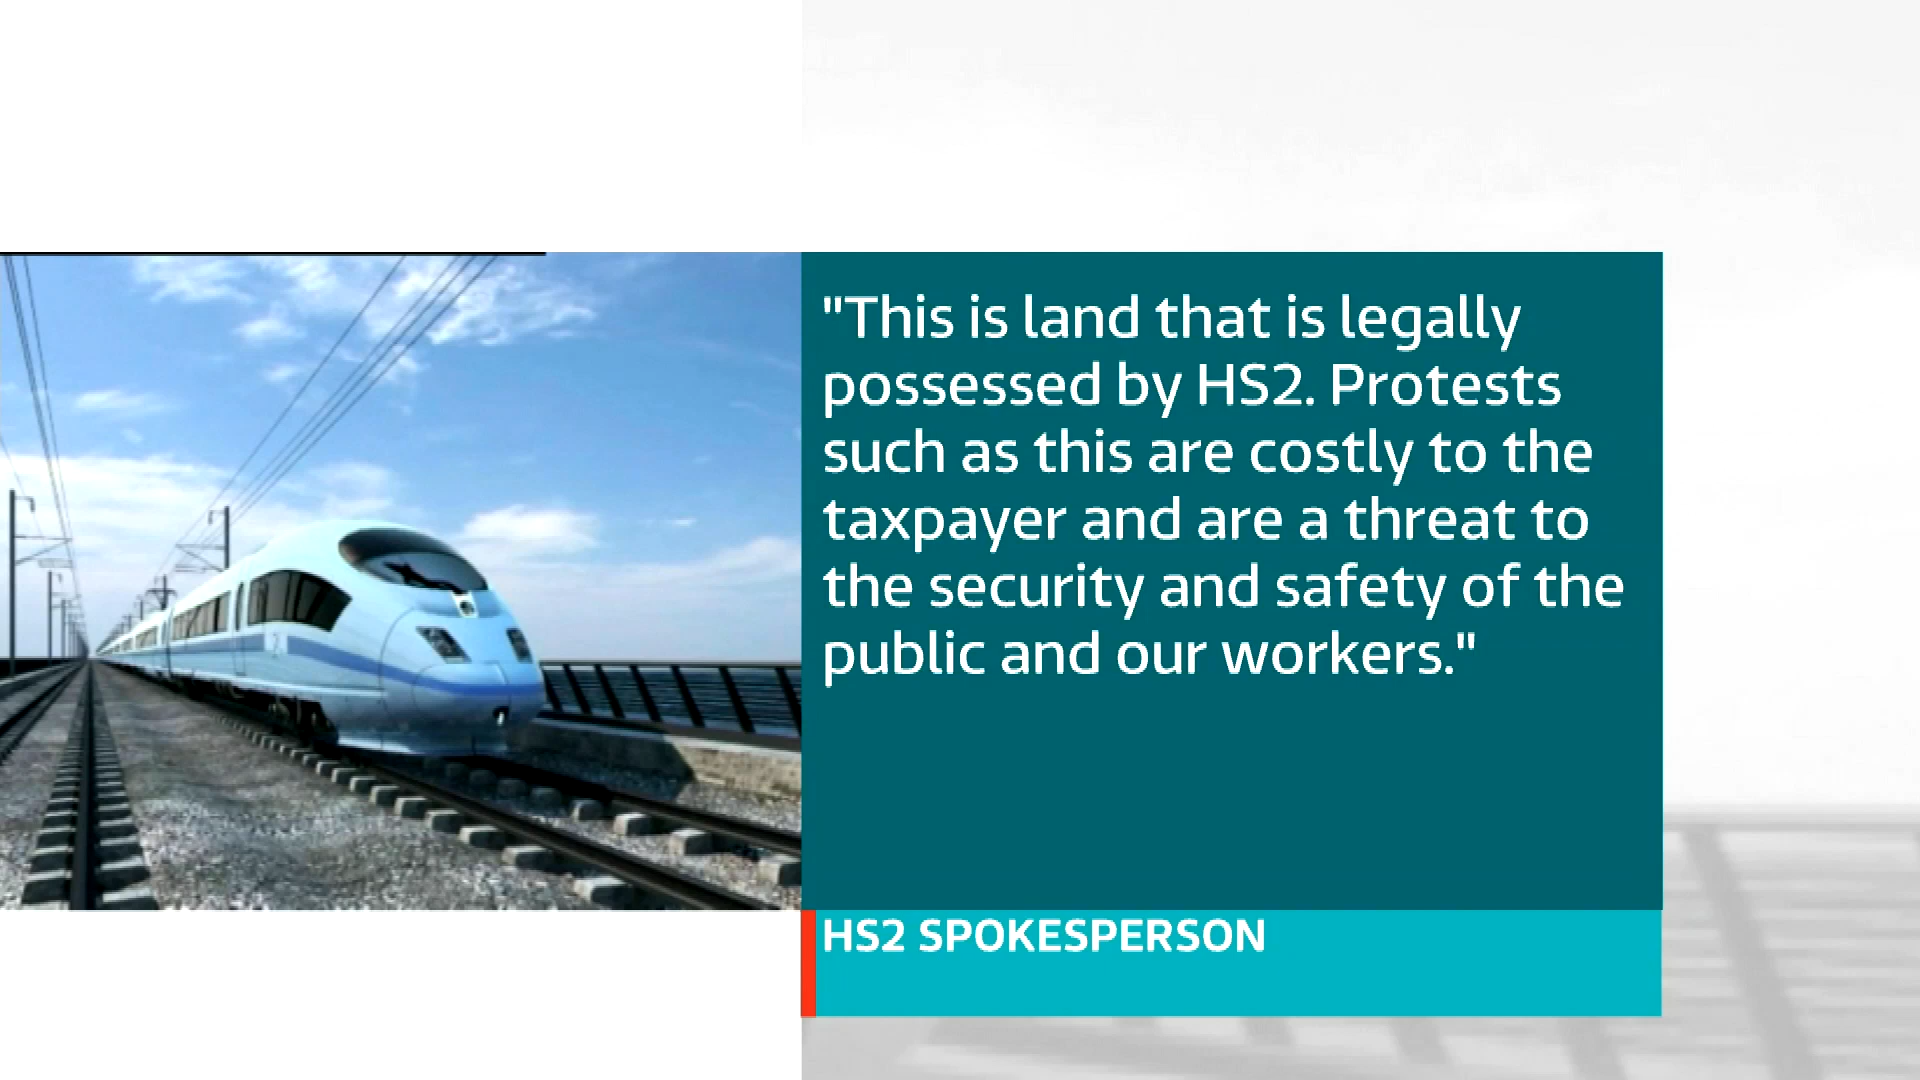 "This is land that is legally
possessed by HS2. Protests
such as this are costly to the
taxpayer and are a threat to
the security and safety of the
public and our workers."
HS2 SPOKESPERSON